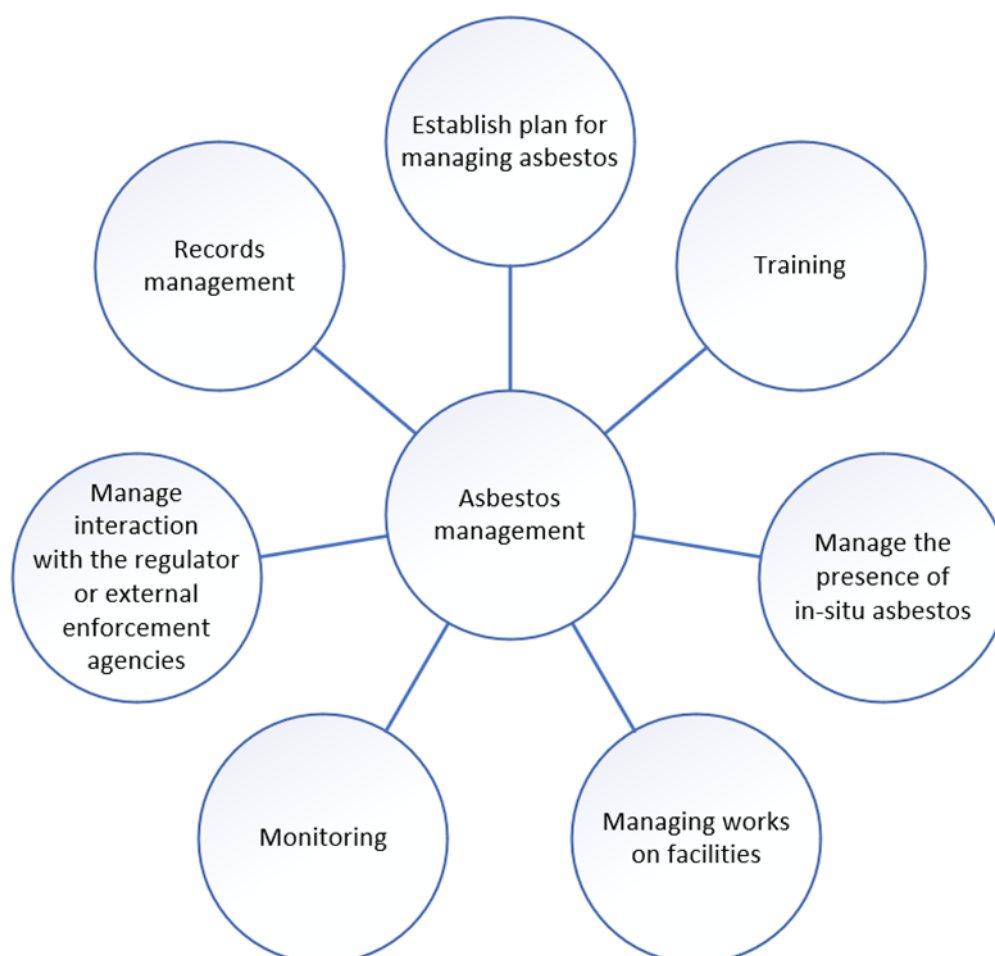 Establish plan for
managing asbestos
Training
Manage the
presence of
in-situ asbestos
Managing works
on facilities
Monitoring
Manage
interaction
with the regulator
or external
enforcement
agencies
Records
management
Asbestos
management